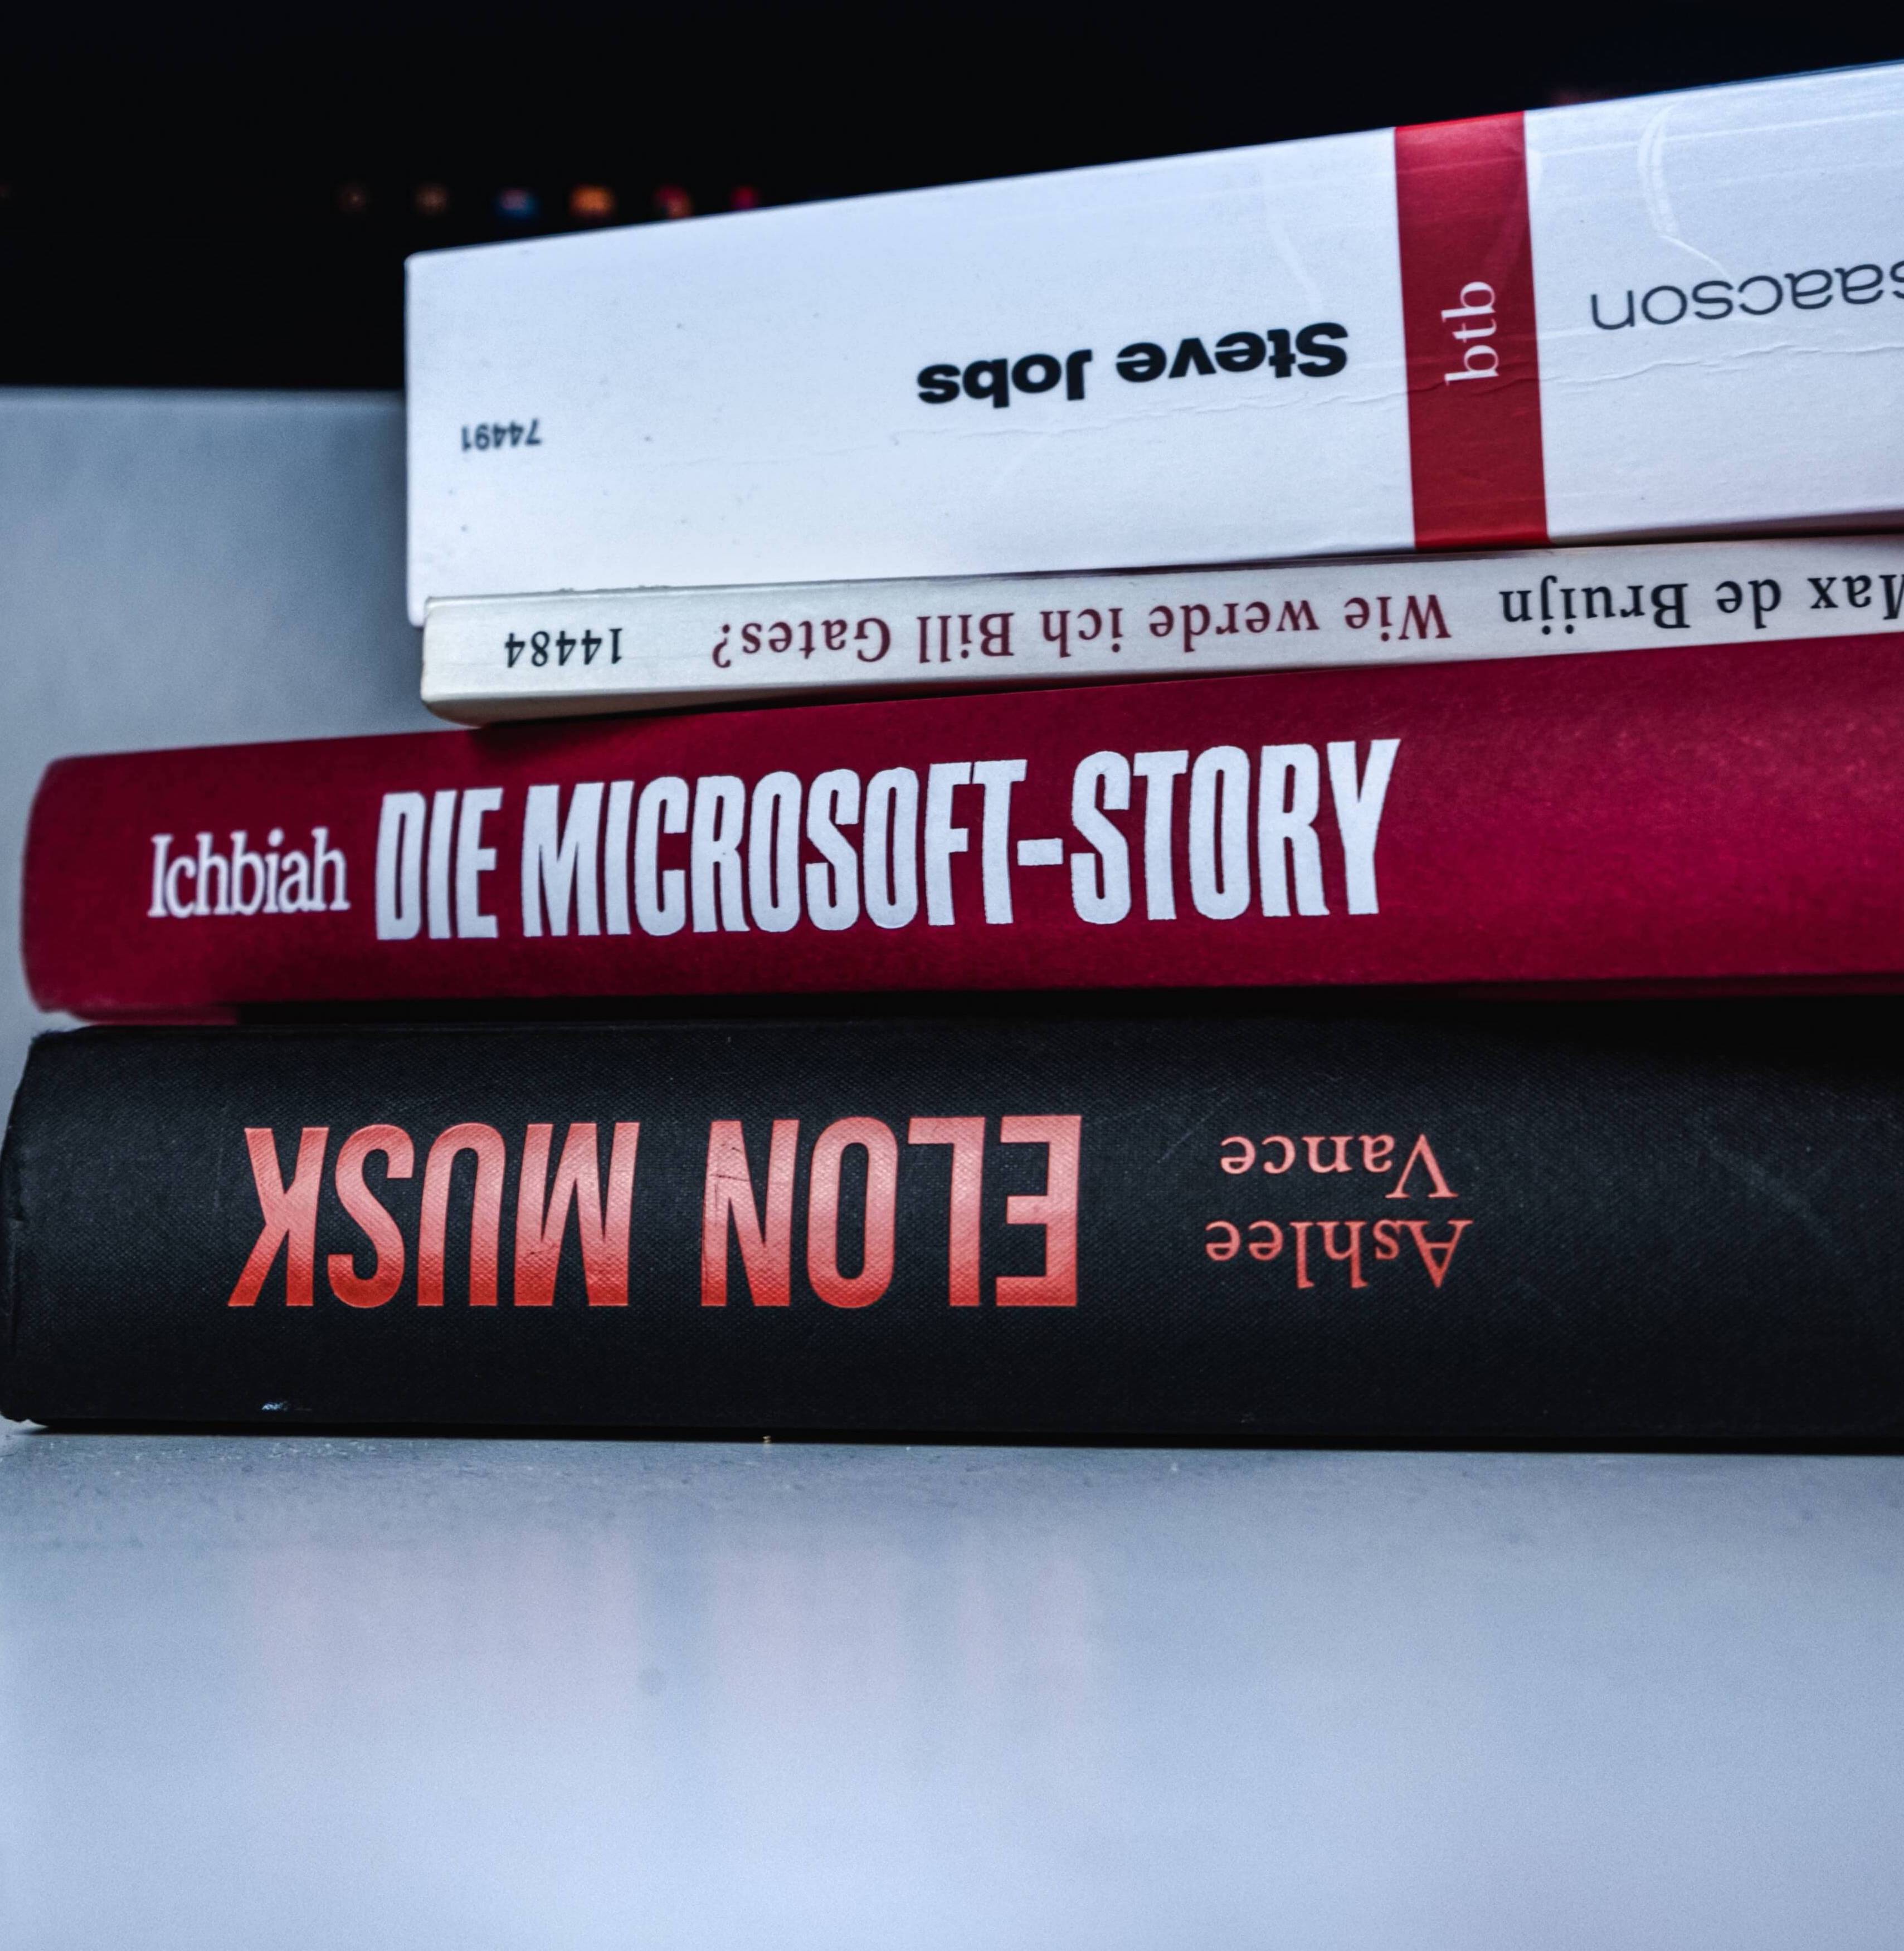 saacson btb Steve Jobs 74491
Max de Bruijn Wie werde ich Bill Gates? 14484
Ichbiah DIE MICROSOFT-STORY
Ashlee
Vance
ELON MUSK